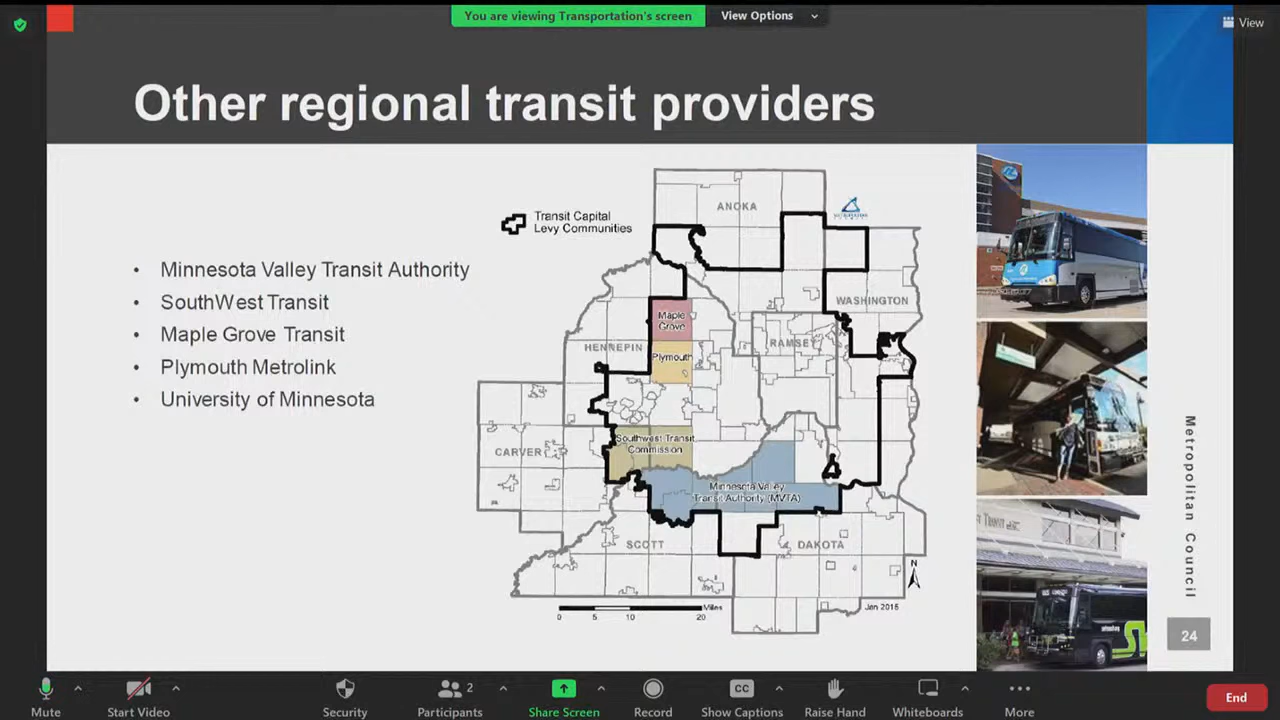 You are viewing Transportation's screen
View Options
View
Other regional transit providers
• Minnesota Valley Transit Authority
• SouthWest Transit
• Maple Grove Transit
• Plymouth Metrolink
• University of Minnesota
Transit Capital
Levy Communities
ANOKA
WASHINGTON
Maple
Grove
HENNEPIN
RAMSEY
Plymouth
Southwest Transit
Commission
CARVER
Minnesota Valley
Transit Authority (MVTA)
SCOTT
DAKOTA
N
Miles
0 5 10 20
Jan 2015
Metropolitan Council
24
Mute
Start Video
Security
2
Participants
Share Screen
Record
CC
Show Captions
Raise Hand
Whiteboards
More
End